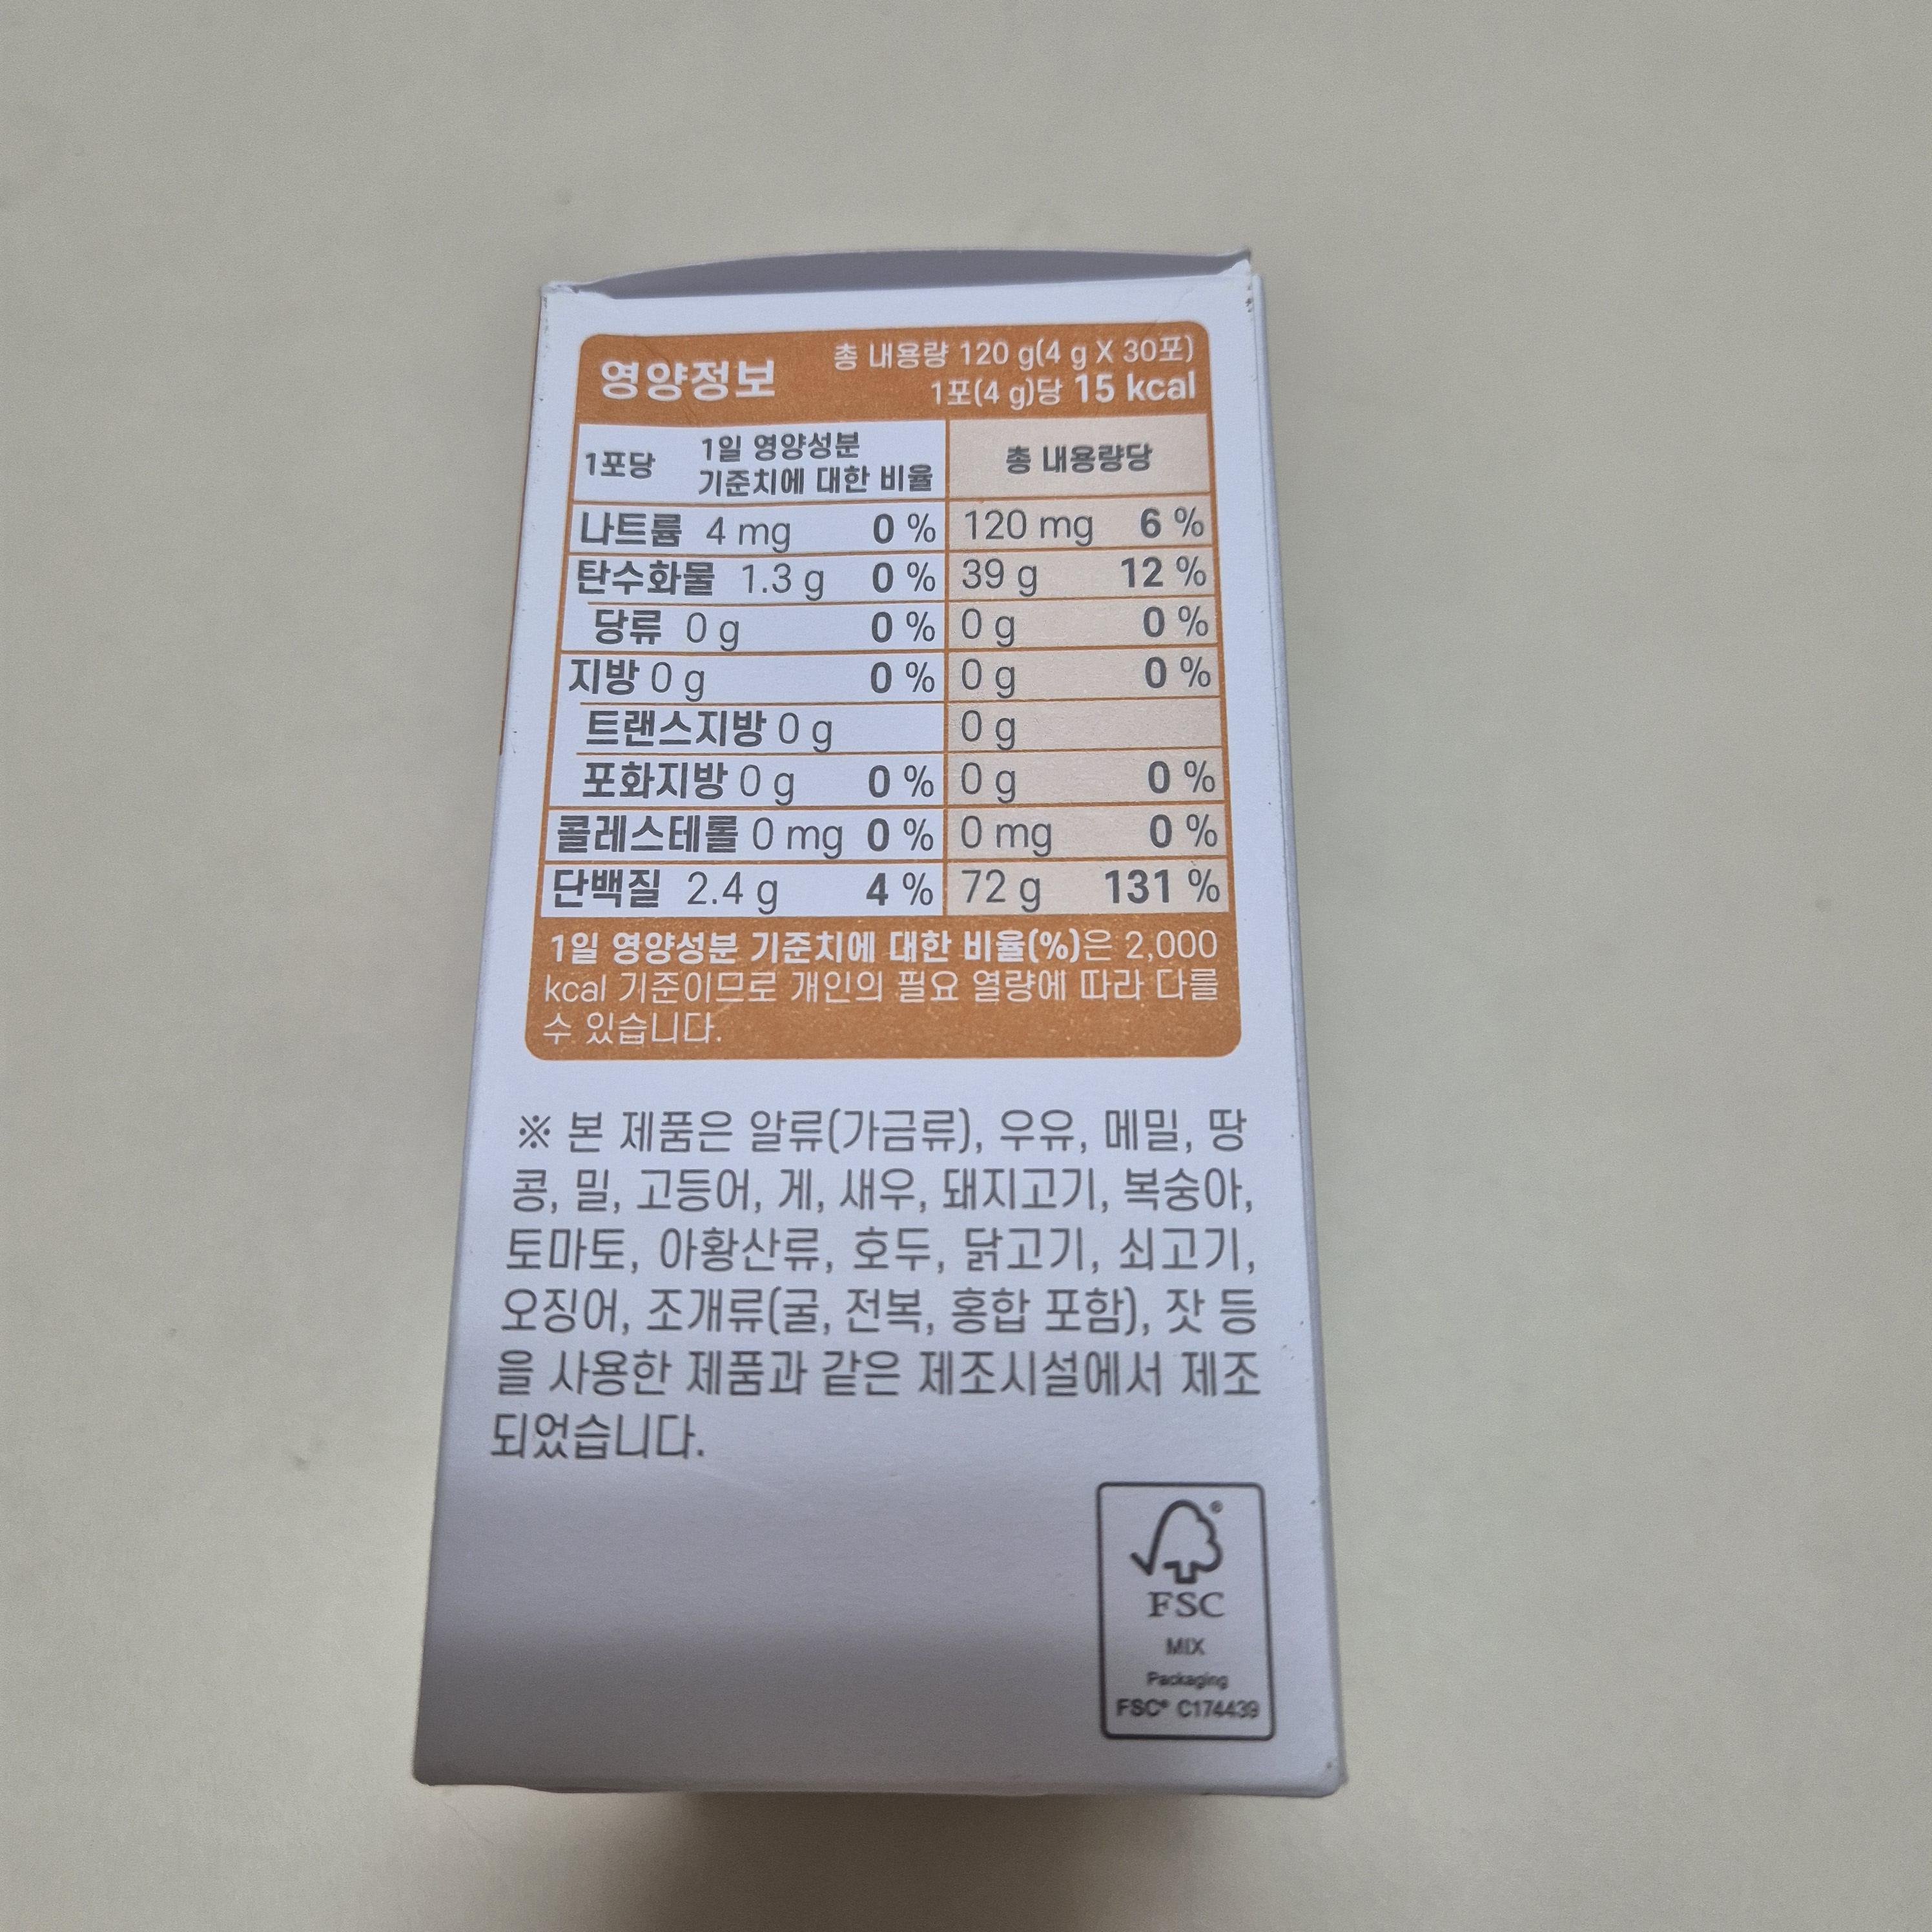 영양정보
총 내용량 120 g(4 g X 30포)
1포(4 g)당 15 kcal
1포당 1일 영양성분 기준치에 대한 비율 총 내용량당
나트륨 4 mg 0 % 120 mg 6 %
탄수화물 1.3 g 0 % 39 g 12 %
당류 0 g 0 % 0 g 0 %
지방 0 g 0 % 0 g 0 %
트랜스지방 0 g 0 g
포화지방 0 g 0 % 0 g 0 %
콜레스테롤 0 mg 0 % 0 mg 0 %
단백질 2.4 g 4 % 72 g 131 %
1일 영양성분 기준치에 대한 비율(%)은 2,000
kcal 기준이므로 개인의 필요 열량에 따라 다를
수 있습니다.
※ 본 제품은 알류(가금류), 우유, 메밀, 땅
콩, 밀, 고등어, 게, 새우, 돼지고기, 복숭아,
토마토, 아황산류, 호두, 닭고기, 쇠고기,
오징어, 조개류(굴, 전복, 홍합 포함), 잣 등
을 사용한 제품과 같은 제조시설에서 제조
되었습니다.
®
FSC
MIX
Packaging
FSC® C174439